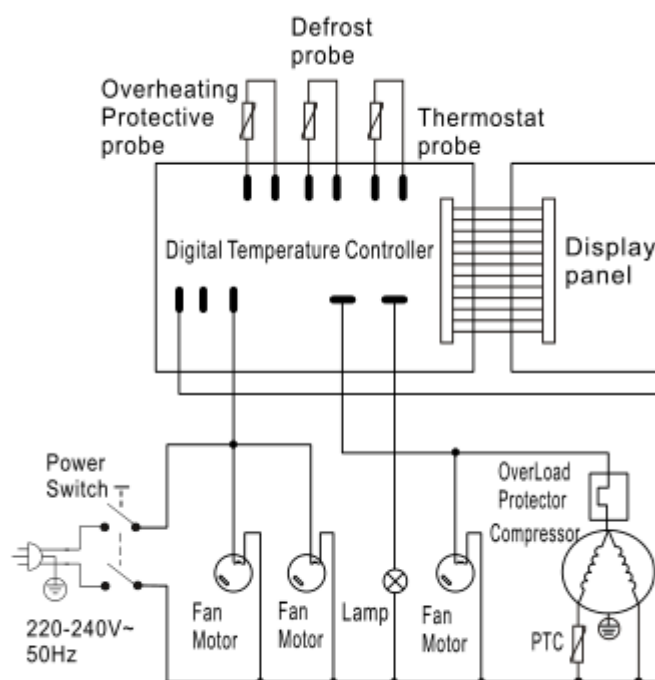 Defrost
probe
Overheating
Protective
probe
Thermostat
probe
Digital Temperature Controller
Display
panel
Power
Switch
OverLoad
Protector
Compressor
Fan
Motor
Fan
Motor
Lamp
Fan
Motor
PTC
220-240V~
50Hz